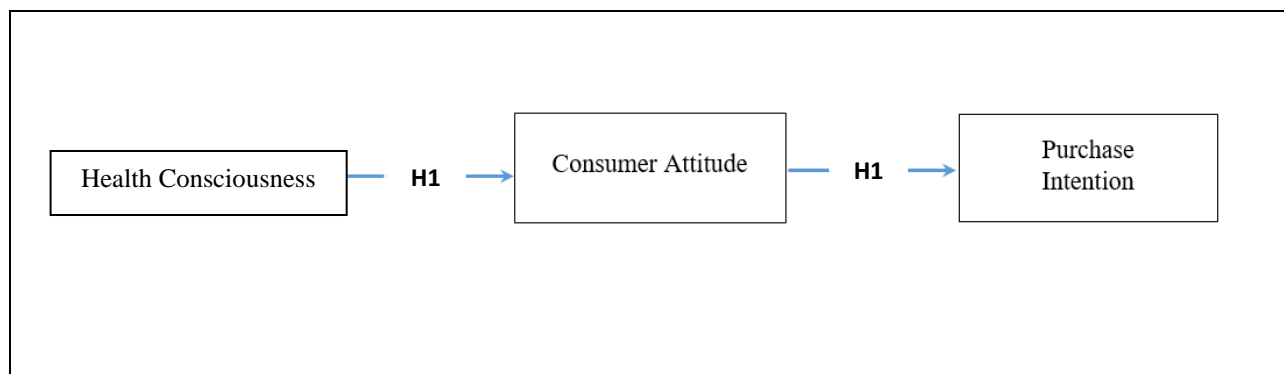 Health Consciousness
H1
Consumer Attitude
H1
Purchase
Intention